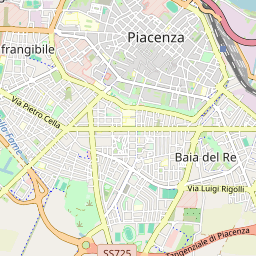 Piacenza
frangibile
Via Pietro Cella
Baia del Re
Via Luigi Rigolli
SS725
Tangenziale di Piacenza